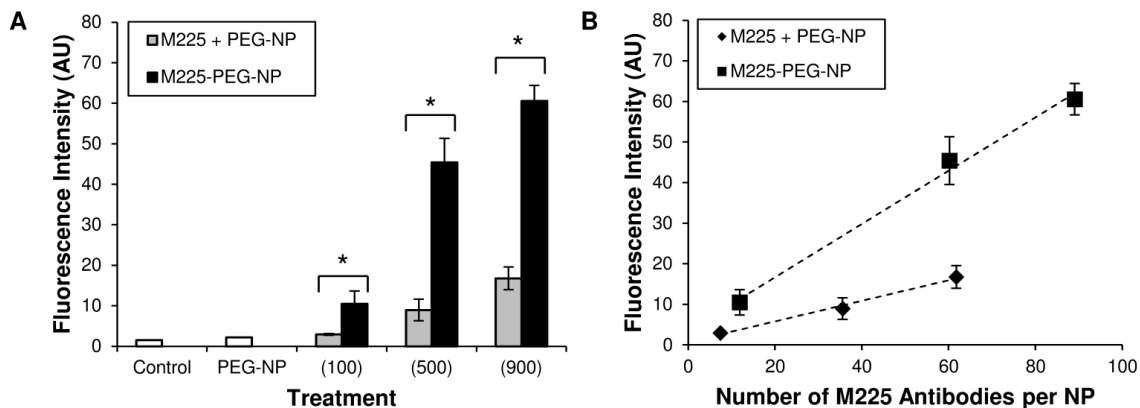 A
Fluorescence Intensity (AU)
80
70
60
50
40
30
20
10
0
M225 + PEG-NP
M225-PEG-NP
*
*
*
Control PEG-NP (100) (500) (900)
Treatment
B
Fluorescence Intensity (AU)
80
70
60
50
40
30
20
10
0
M225 + PEG-NP
M225-PEG-NP
0 20 40 60 80 100
Number of M225 Antibodies per NP